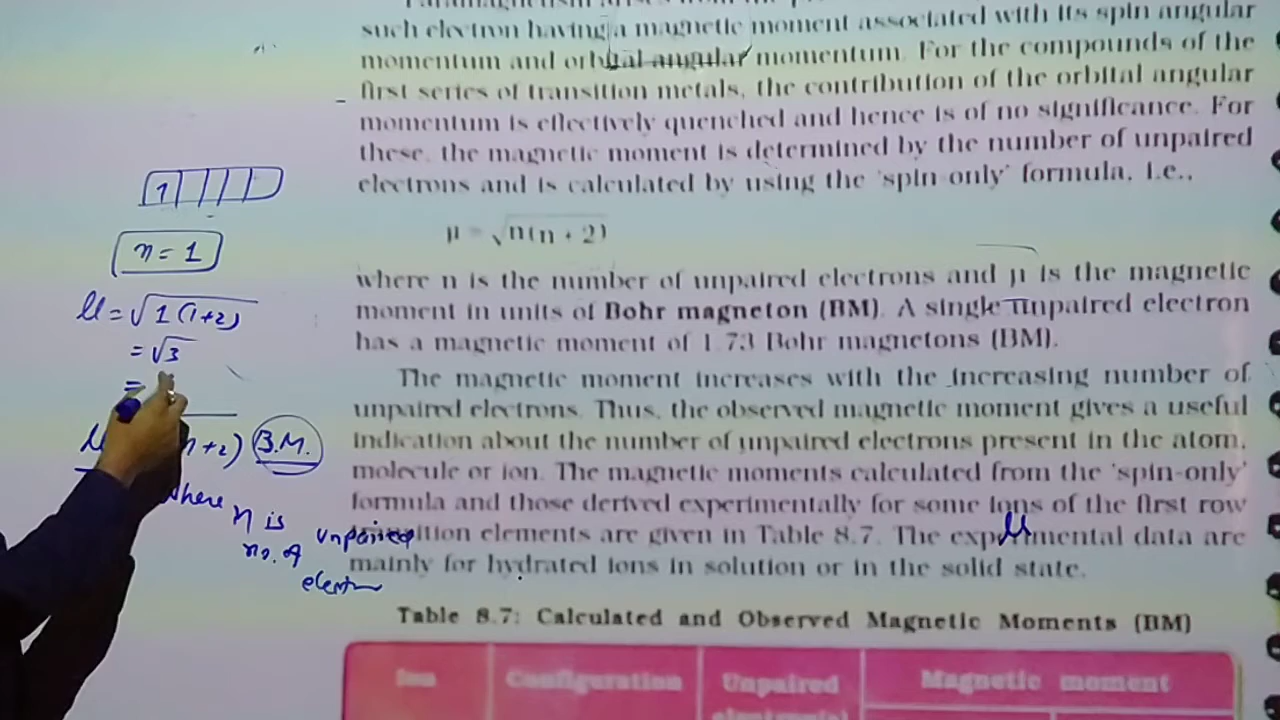 such electron having a magnetic moment associated with its spin angular
momentum and orbital angular momentum. For the compounds of the
first series of transition metals, the contribution of the orbital angular
momentum is effectively quenched and hence is of no significance. For
these, the magnetic moment is determined by the number of unpaired
electrons and is calculated by using the 'spin-only' formula, i.e.,
μ = √n(n + 2)
where n is the number of unpaired electrons and μ is the magnetic
moment in units of Bohr magneton (BM). A single unpaired electron
has a magnetic moment of 1.73 Bohr magnetons (BM).
The magnetic moment increases with the increasing number of
unpaired electrons. Thus, the observed magnetic moment gives a useful
indication about the number of unpaired electrons present in the atom,
molecule or ion. The magnetic moments calculated from the 'spin-only'
formula and those derived experimentally for some ions of the first row
transition elements are given in Table 8.7. The experimental data are
mainly for hydrated ions in solution or in the solid state.
Table 8.7: Calculated and Observed Magnetic Moments (BM)
Ion Configuration Unpaired Magnetic moment
electron(s)
1
n = 1
μ = √1(1+2)
= √3
=
μ n+2) B.M.
where n is
no. of unpaired